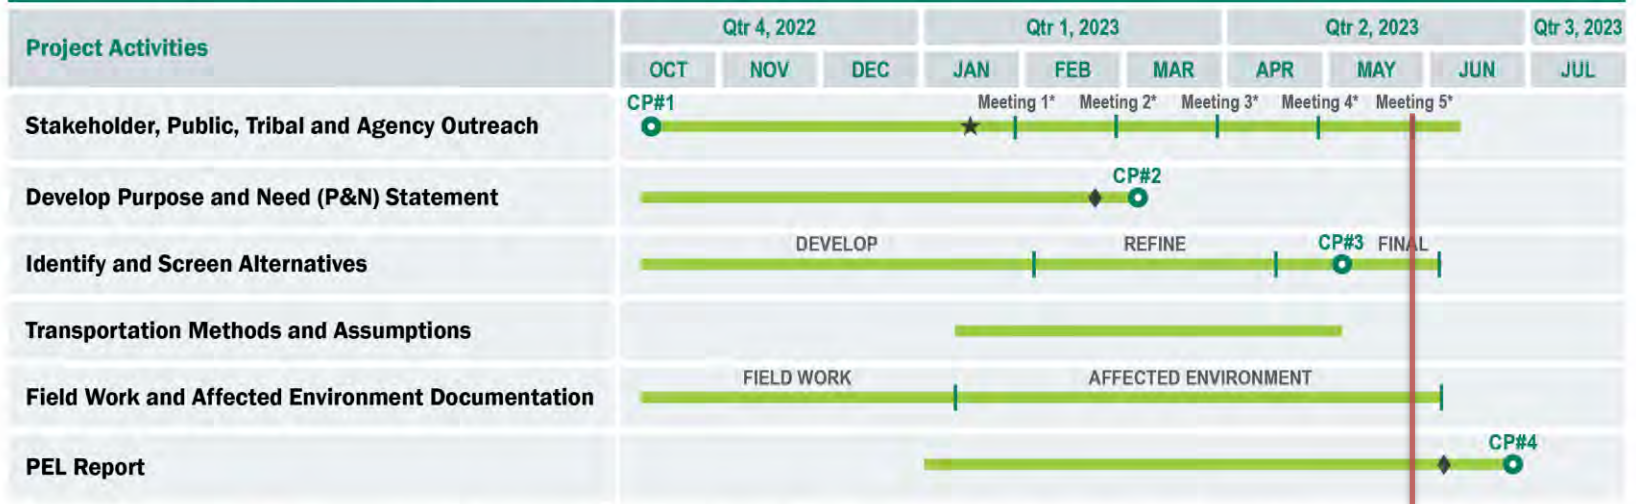 Project Activities
Qtr 4, 2022 Qtr 1, 2023 Qtr 2, 2023 Qtr 3, 2023
OCT NOV DEC JAN FEB MAR APR MAY JUN JUL
CP#1 Meeting 1* Meeting 2* Meeting 3* Meeting 4* Meeting 5*
Stakeholder, Public, Tribal and Agency Outreach
CP#2
Develop Purpose and Need (P&N) Statement
DEVELOP REFINE CP#3 FINAL
Identify and Screen Alternatives
Transportation Methods and Assumptions
FIELD WORK AFFECTED ENVIRONMENT
Field Work and Affected Environment Documentation
CP#4
PEL Report